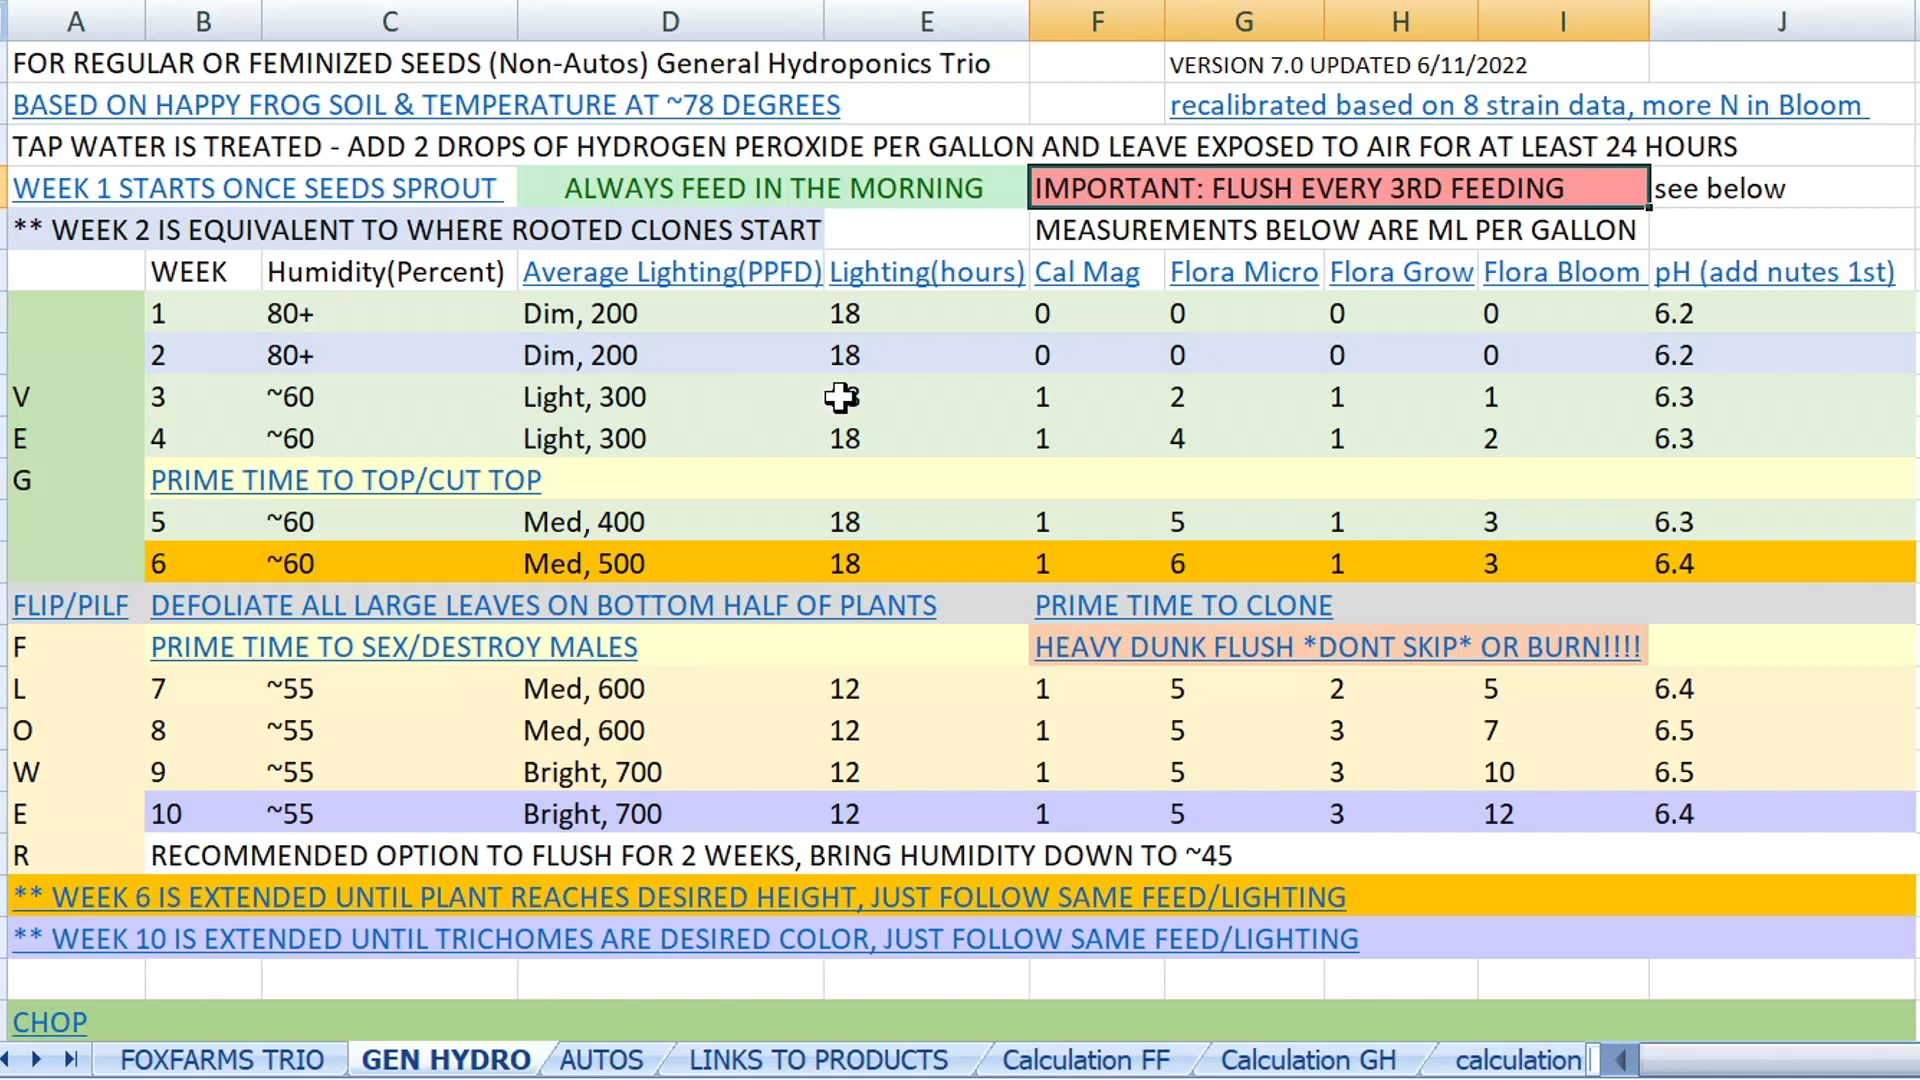 A B C D E F G H I J
FOR REGULAR OR FEMINIZED SEEDS (Non-Autos) General Hydroponics Trio VERSION 7.0 UPDATED 6/11/2022
BASED ON HAPPY FROG SOIL & TEMPERATURE AT ~78 DEGREES recalibrated based on 8 strain data, more N in Bloom
TAP WATER IS TREATED - ADD 2 DROPS OF HYDROGEN PEROXIDE PER GALLON AND LEAVE EXPOSED TO AIR FOR AT LEAST 24 HOURS
WEEK 1 STARTS ONCE SEEDS SPROUT ALWAYS FEED IN THE MORNING IMPORTANT: FLUSH EVERY 3RD FEEDING see below
** WEEK 2 IS EQUIVALENT TO WHERE ROOTED CLONES START MEASUREMENTS BELOW ARE ML PER GALLON
WEEK Humidity(Percent) Average Lighting(PPFD) Lighting(hours) Cal Mag Flora Micro Flora Grow Flora Bloom pH (add nutes 1st)
1 80+ Dim, 200 18 0 0 0 0 6.2
2 80+ Dim, 200 18 0 0 0 0 6.2
V 3 ~60 Light, 300 1 2 1 1 6.3
E 4 ~60 Light, 300 18 1 4 1 2 6.3
G PRIME TIME TO TOP/CUT TOP
5 ~60 Med, 400 18 1 5 1 3 6.3
6 ~60 Med, 500 18 1 6 1 3 6.4
FLIP/PILF DEFOLIATE ALL LARGE LEAVES ON BOTTOM HALF OF PLANTS PRIME TIME TO CLONE
F PRIME TIME TO SEX/DESTROY MALES HEAVY DUNK FLUSH *DONT SKIP* OR BURN!!!!
L 7 ~55 Med, 600 12 1 5 2 5 6.4
O 8 ~55 Med, 600 12 1 5 3 7 6.5
W 9 ~55 Bright, 700 12 1 5 3 10 6.5
E 10 ~55 Bright, 700 12 1 5 3 12 6.4
R RECOMMENDED OPTION TO FLUSH FOR 2 WEEKS, BRING HUMIDITY DOWN TO ~45
** WEEK 6 IS EXTENDED UNTIL PLANT REACHES DESIRED HEIGHT, JUST FOLLOW SAME FEED/LIGHTING
** WEEK 10 IS EXTENDED UNTIL TRICHOMES ARE DESIRED COLOR, JUST FOLLOW SAME FEED/LIGHTING
CHOP
FOXFARMS TRIO GEN HYDRO AUTOS LINKS TO PRODUCTS Calculation FF Calculation GH calculation